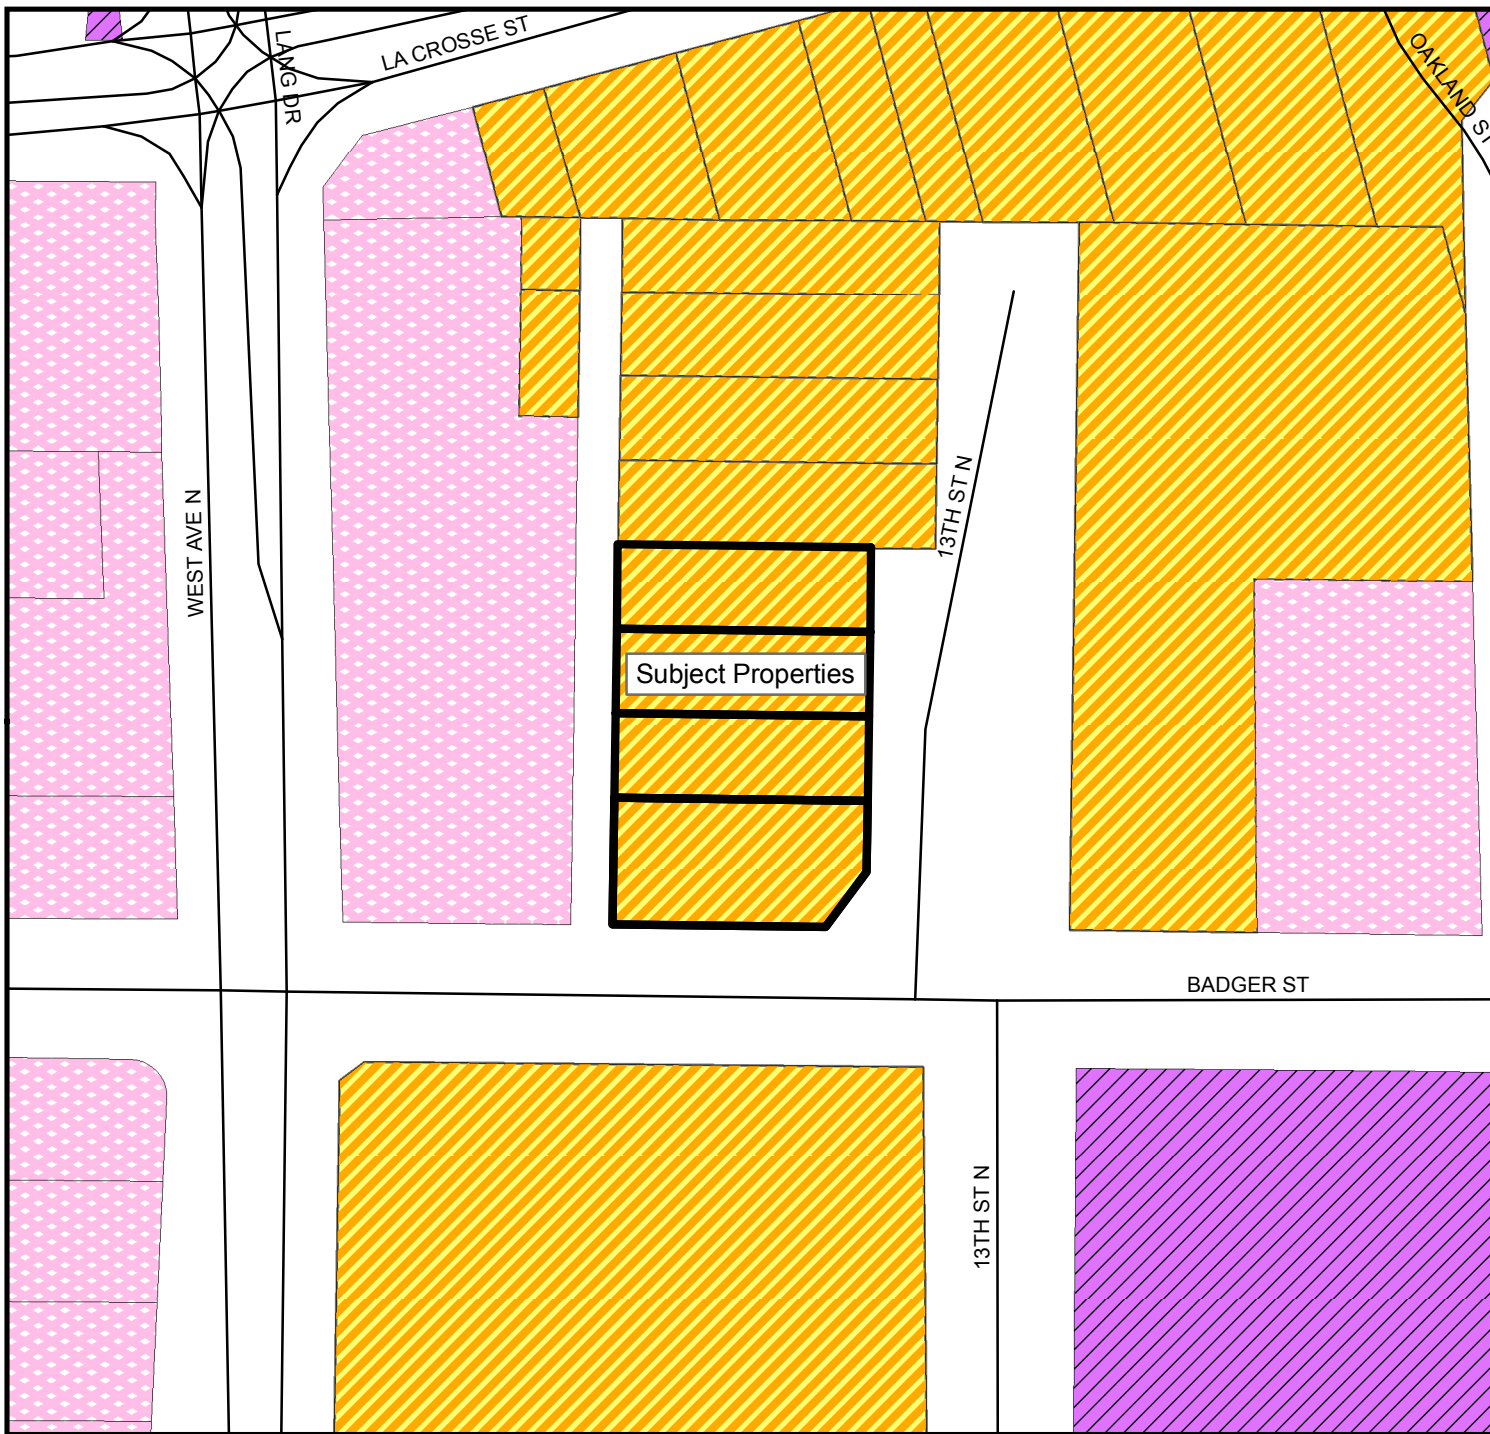 LA CROSSE ST
LANG DR
OAKLAND ST
WEST AVE N
13TH ST N
Subject Properties
BADGER ST
13TH ST N